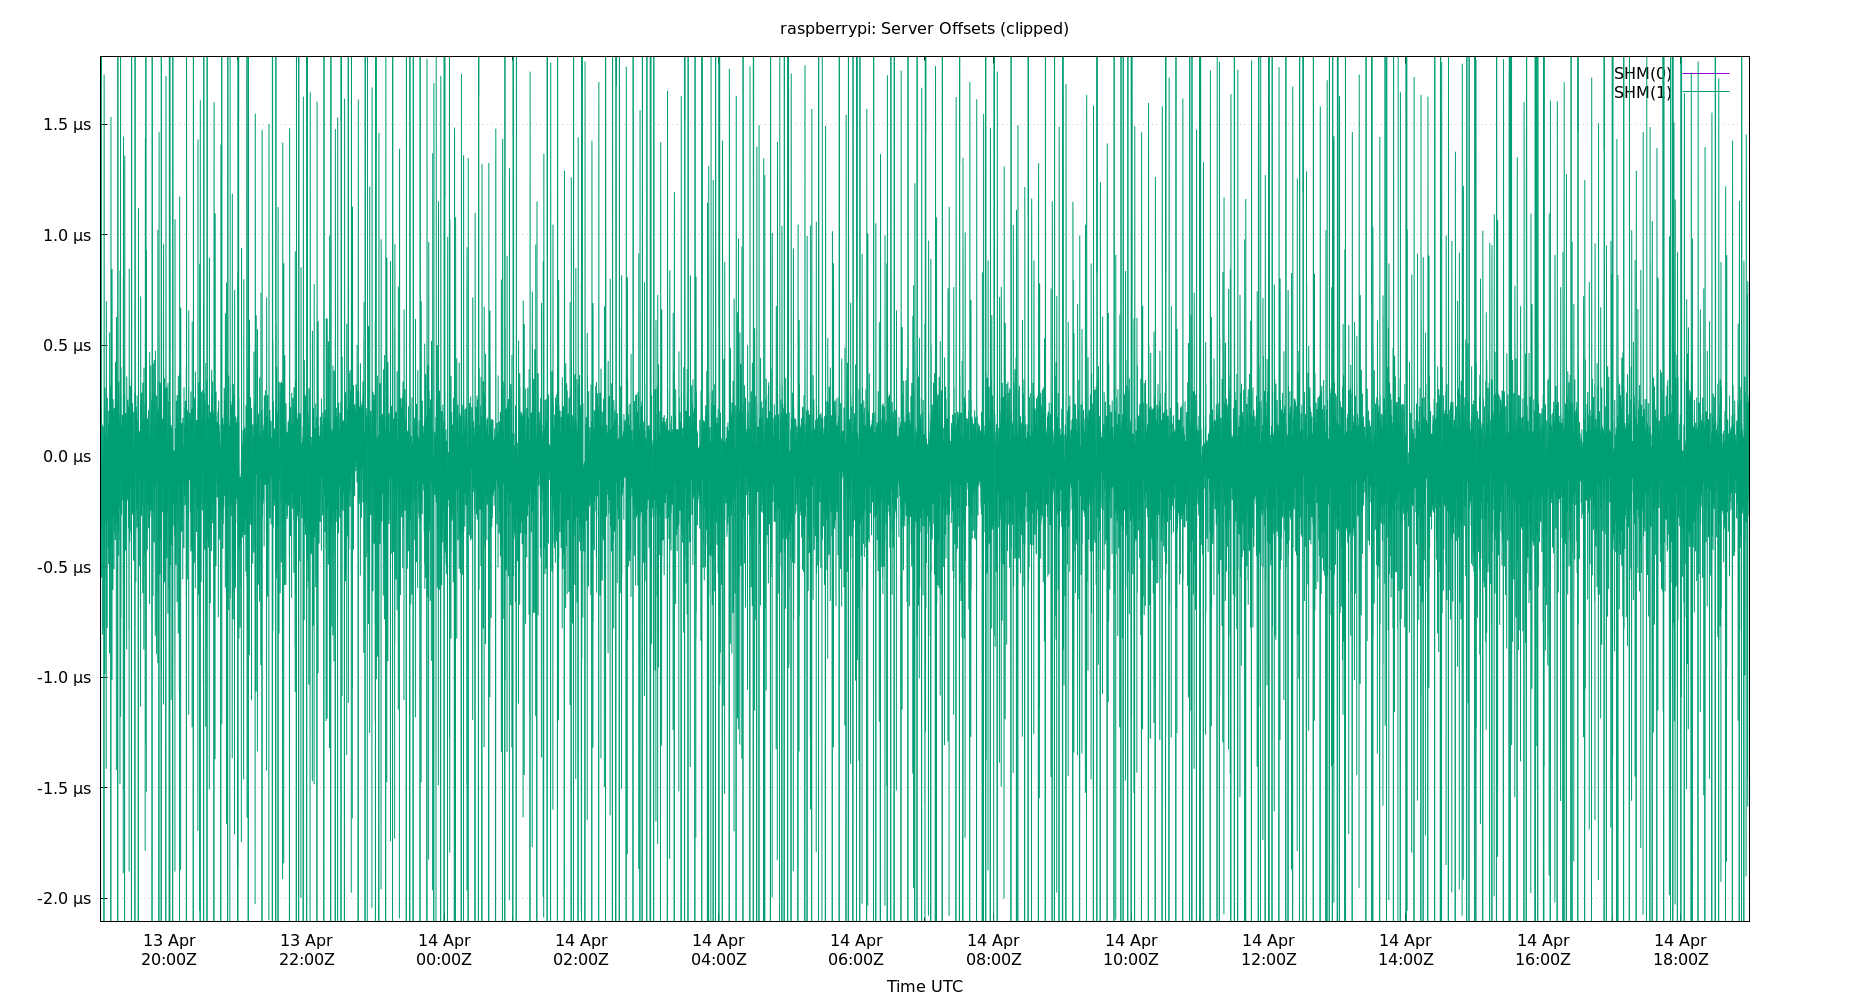 raspberrypi: Server Offsets (clipped)
SHM(0)
SHM(1)
1.5 µs
1.0 µs
0.5 µs
0.0 µs
-0.5 µs
-1.0 µs
-1.5 µs
-2.0 µs
13 Apr 13 Apr 14 Apr 14 Apr 14 Apr 14 Apr 14 Apr 14 Apr 14 Apr 14 Apr 14 Apr 14 Apr
20:00Z 22:00Z 00:00Z 02:00Z 04:00Z 06:00Z 08:00Z 10:00Z 12:00Z 14:00Z 16:00Z 18:00Z
Time UTC